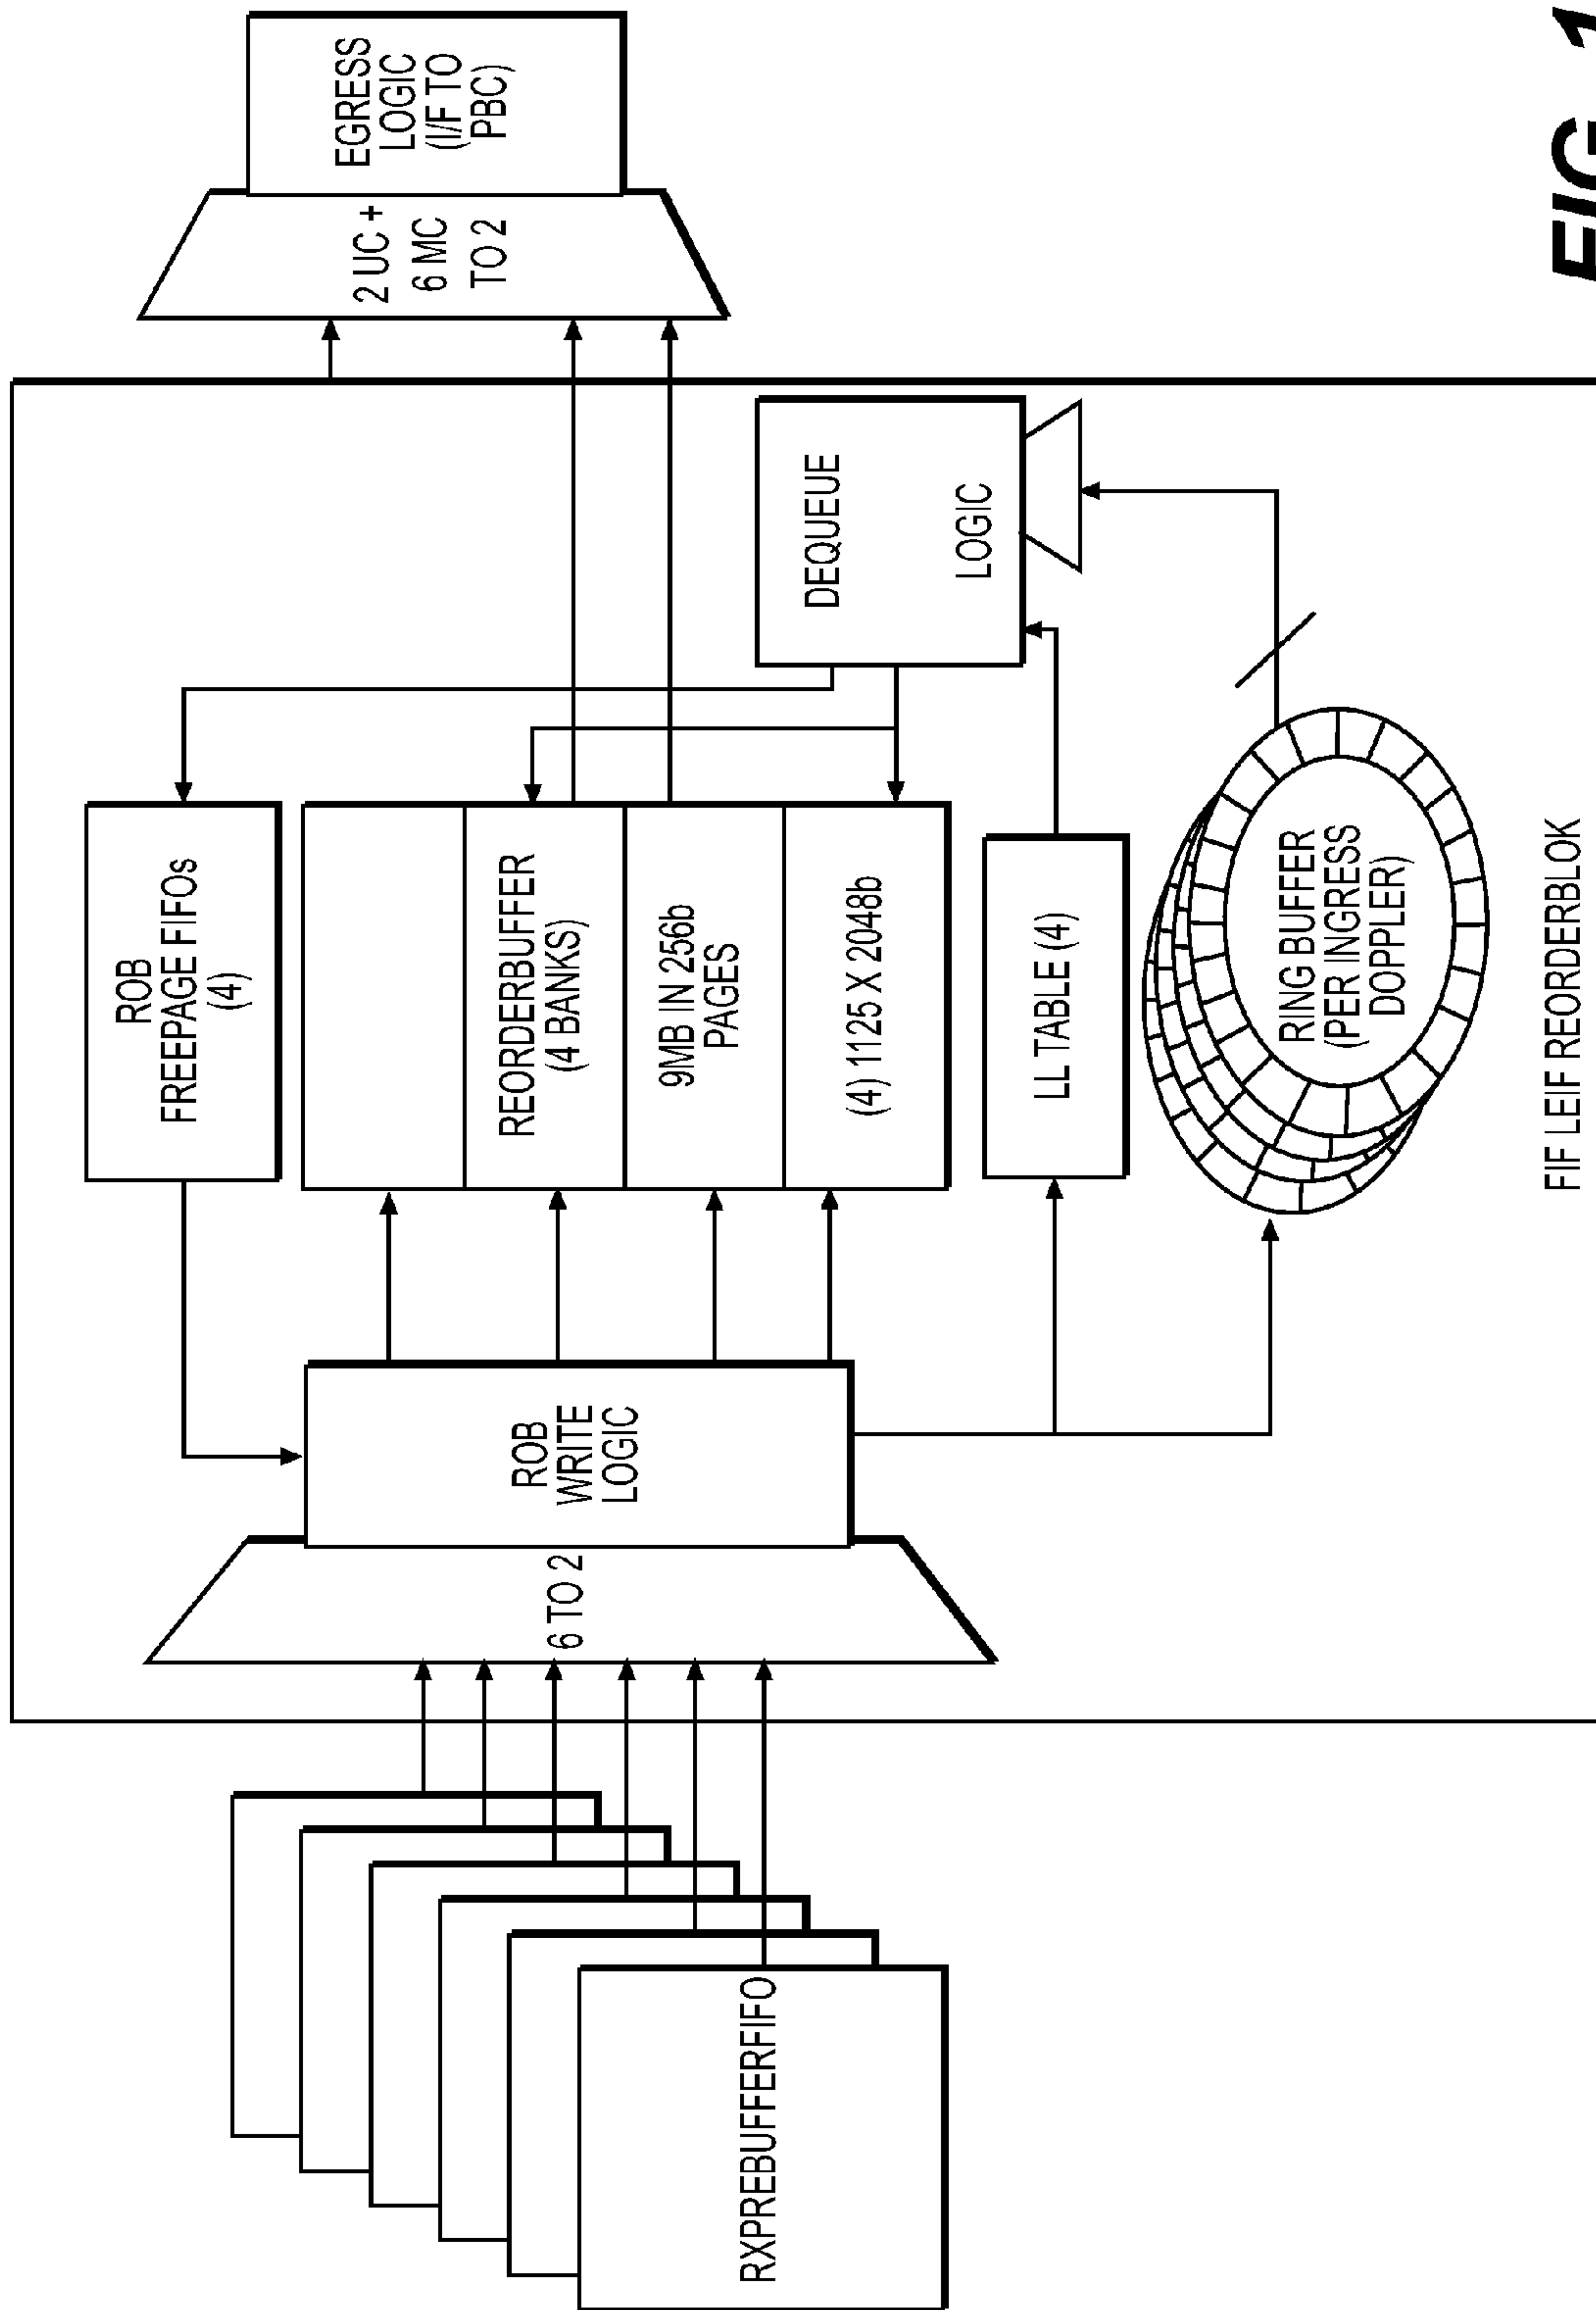 RXPREBUFFERFIFO
6 TO 2
ROB
WRITE
LOGIC
ROB
FREEPAGE FIFOs
(4)
REORDERBUFFER
(4 BANKS)
9MB IN 256b
PAGES
(4) 1125 X 2048b
LL TABLE (4)
RING BUFFER
(PER INGRESS
DOPPLER)
DEQUEUE
LOGIC
2 UC +
6 MC
TO 2
EGRESS
LOGIC
(I/F TO
PBC)
FIF LEIF REORDERBLOK
FIG. 1